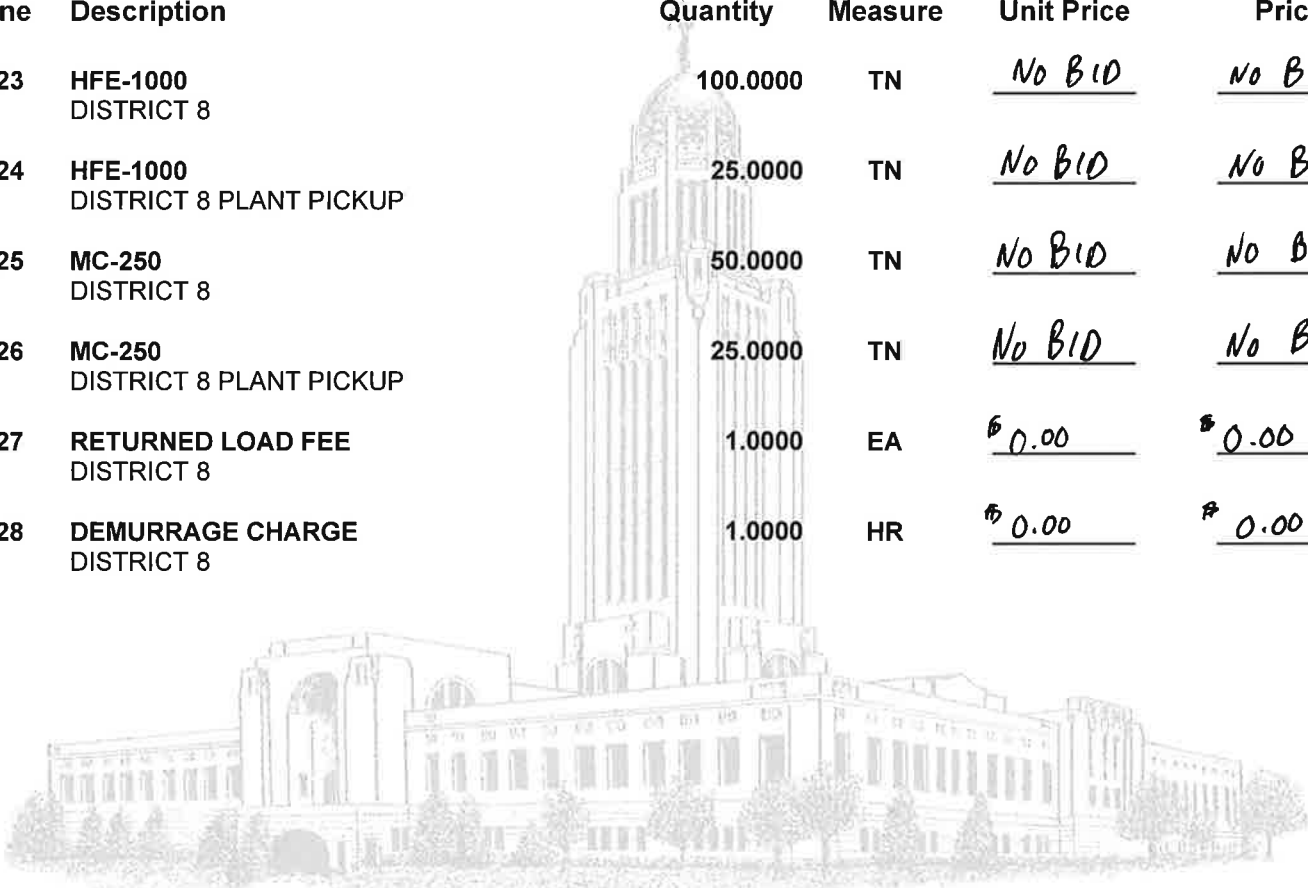 ne Description Quantity Measure Unit Price Pric
23 HFE-1000 100.0000 TN No BID No B
DISTRICT 8
24 HFE-1000 25.0000 TN No BID No B
DISTRICT 8 PLANT PICKUP
25 MC-250 50.0000 TN No BID No B
DISTRICT 8
26 MC-250 25.0000 TN No BID No B
DISTRICT 8 PLANT PICKUP
27 RETURNED LOAD FEE 1.0000 EA $ 0.00 $ 0.00
DISTRICT 8
28 DEMURRAGE CHARGE 1.0000 HR $ 0.00 $ 0.00
DISTRICT 8